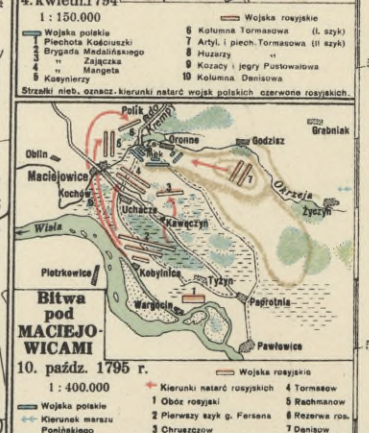 4. kwietn. 1794
1 : 150.000
Wojska rosyjskie
Wojska polskie
1 Piechota Kościuszki
2 Brygada Madalińskiego
3 " Zajączka
4 " Mangeta
5 Kosynierzy
6 Kolumna Tormasowa (I. szyk)
7 Artyl. i piech. Tormasowa (II szyk)
8 Huzarzy "
9 Kozacy i jegry Pustowałowa
10 Kolumna Denisowa
Strzałki nieb. oznacz. kierunki natarć wojsk polskich czerwone rosyjskich.
Polik
Oronne
Godzisz
Grabniak
Oblin
Maciejowice
Kochów
Okrzeja
Życzyn
Uchacze
Kawęczyn
Wisła
Piotrkowice
Kobylnica
Tyżyn
Wargocin
Paprotnia
Pawłowice
Bitwa
pod
MACIEJO-
WICAMI
10. paźdz. 1795 r.
1 : 400.000
Wojska polskie
Kierunek marszu
Ponińskiego
Wojska rosyjskie
Kierunki natarć rosyjskich
1 Obóz rosyjski
2 Pierwszy szyk g. Fersena
3 Chruszczow
4 Tormasow
5 Rachmanow
6 Rezerwa ros.
7 Denisow